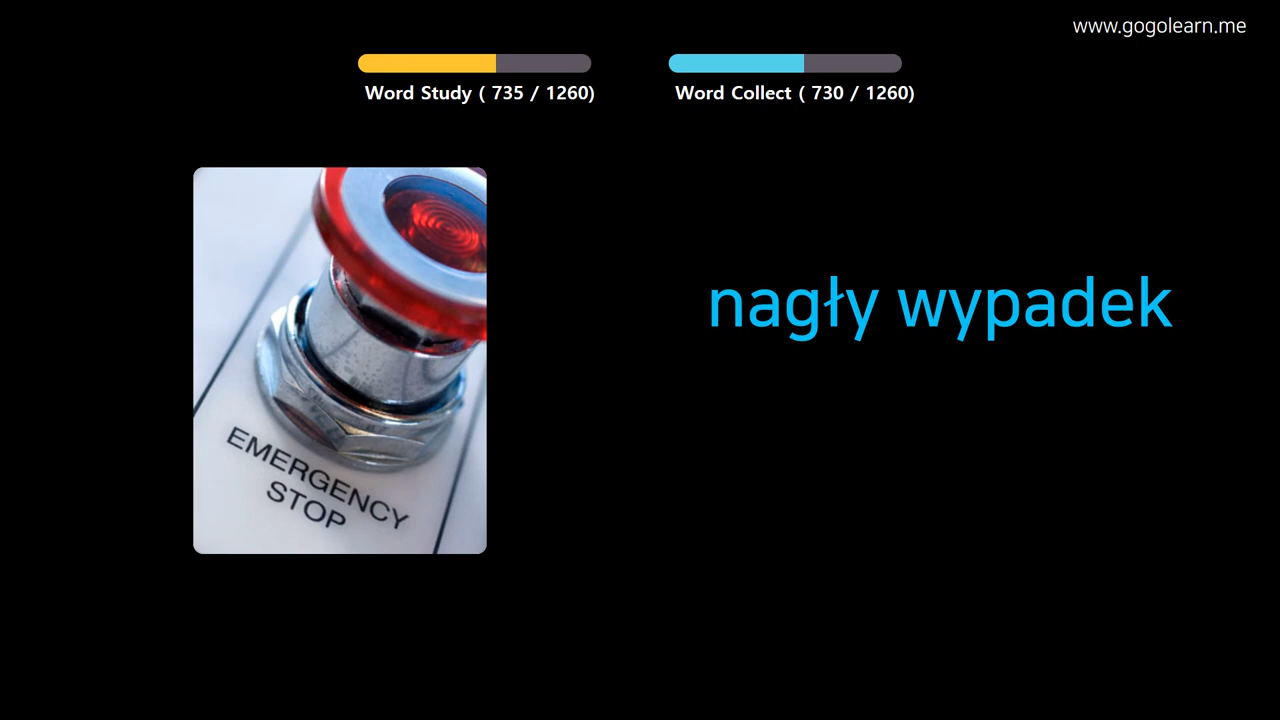 www.gogolearn.me
Word Study ( 735 / 1260)
Word Collect ( 730 / 1260)
nagły wypadek
EMERGENCY
STOP